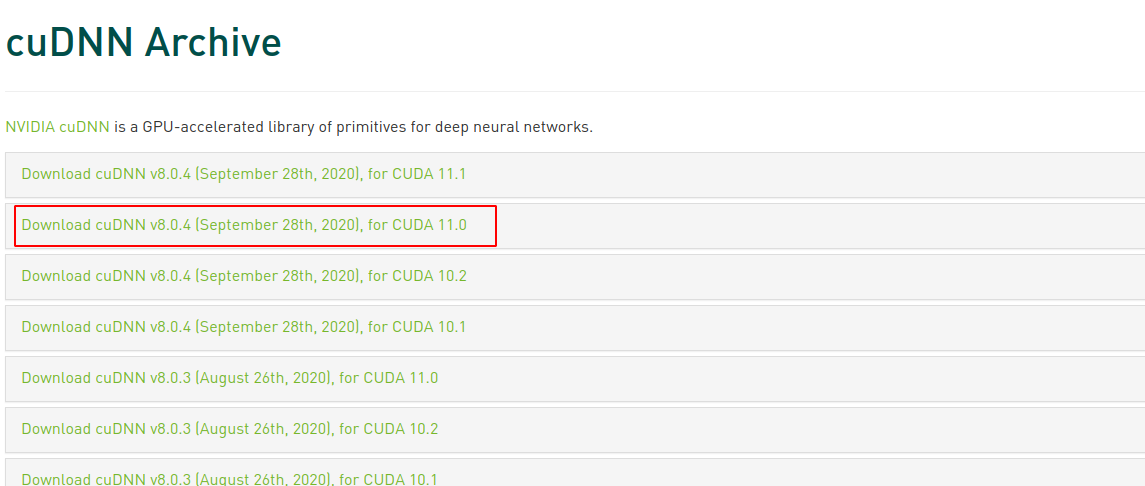 cuDNN Archive
NVIDIA cuDNN is a GPU-accelerated library of primitives for deep neural networks.
Download cuDNN v8.0.4 (September 28th, 2020), for CUDA 11.1
Download cuDNN v8.0.4 (September 28th, 2020), for CUDA 11.0
Download cuDNN v8.0.4 (September 28th, 2020), for CUDA 10.2
Download cuDNN v8.0.4 (September 28th, 2020), for CUDA 10.1
Download cuDNN v8.0.3 (August 26th, 2020), for CUDA 11.0
Download cuDNN v8.0.3 (August 26th, 2020), for CUDA 10.2
Download cuDNN v8.0.3 (August 26th, 2020), for CUDA 10.1